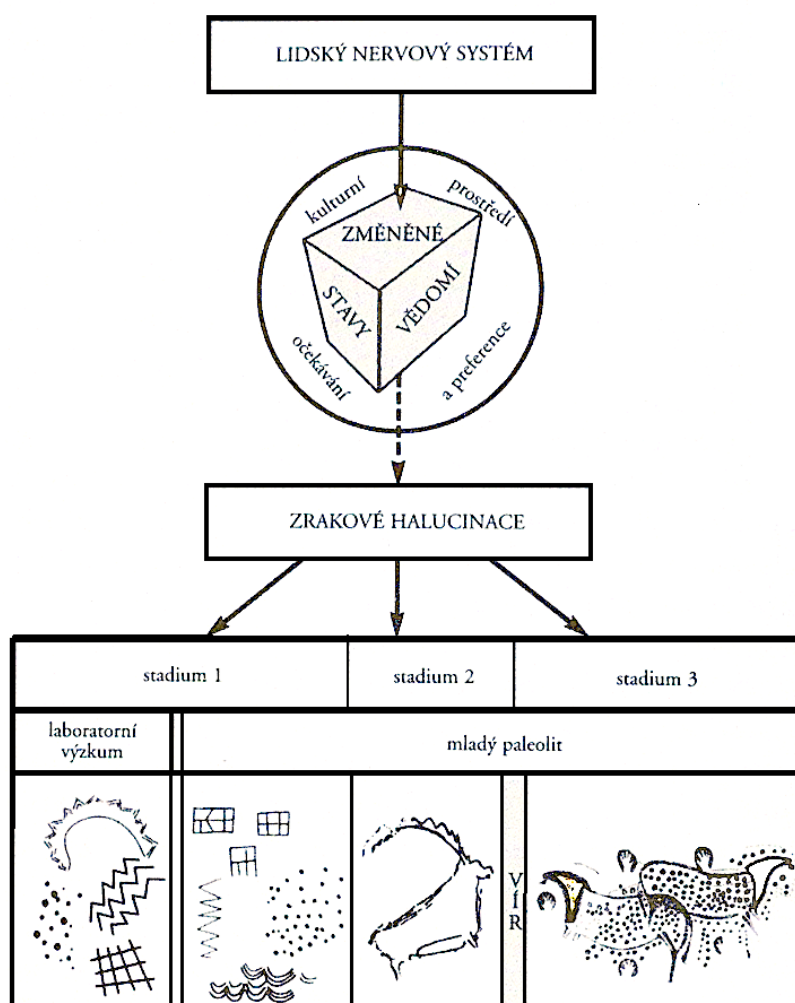 LIDSKÝ NERVOVÝ SYSTÉM
kulturní
prostředí
ZMĚNĚNÉ
STAVY
VĚDOMÍ
očekávání
a preference
ZRAKOVÉ HALUCINACE
stadium 1
stadium 2
stadium 3
laboratorní
výzkum
mladý paleolit
VÍR